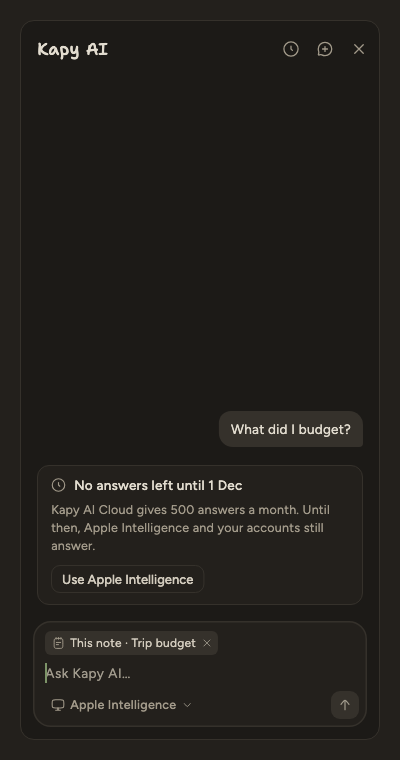 Kapy AI
What did I budget?
No answers left until 1 Dec
Kapy AI Cloud gives 500 answers a month. Until
then, Apple Intelligence and your accounts still
answer.
Use Apple Intelligence
This note · Trip budget
Ask Kapy AI...
Apple Intelligence